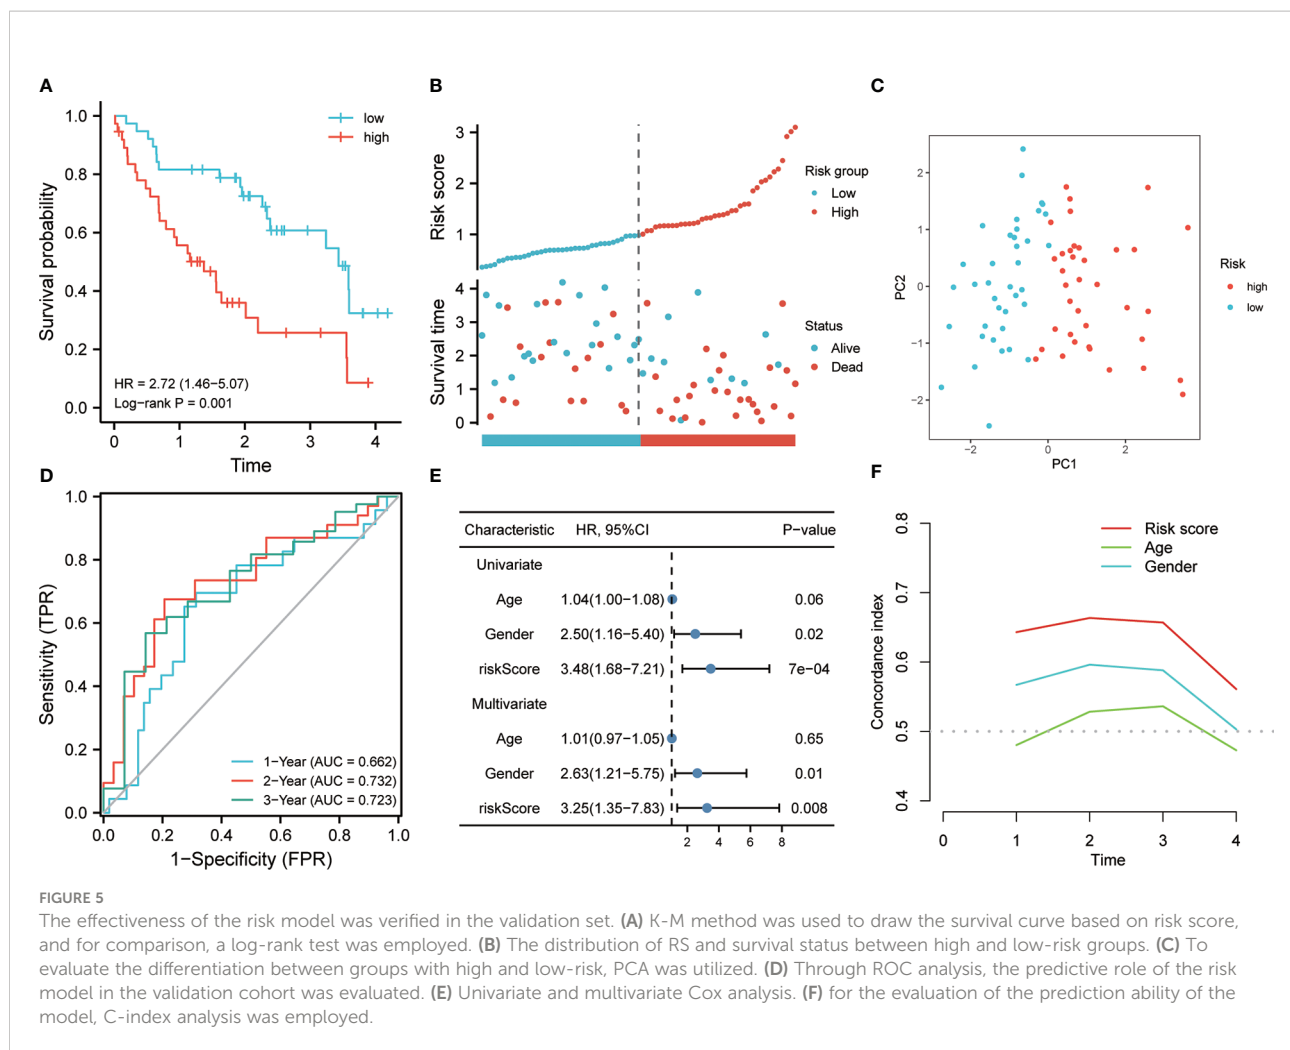 A
1.0
0.8
0.6
0.4
0.2
0.0
Survival probability
low
high
HR = 2.72 (1.46−5.07)
Log−rank P = 0.001
0 1 2 3 4
Time
B
3
2
1
Risk score
Risk group
Low
High
4
3
2
1
0
Survival time
Status
Alive
Dead
C
2
1
0
−1
−2
PC2
−2 0 2
PC1
Risk
high
low
D
1.0
0.8
0.6
0.4
0.2
0.0
Sensitivity (TPR)
1−Year (AUC = 0.662)
2−Year (AUC = 0.732)
3−Year (AUC = 0.723)
0.0 0.2 0.4 0.6 0.8 1.0
1−Specificity (FPR)
E
Characteristic HR, 95%CI P−value
Univariate
Age 1.04(1.00−1.08) 0.06
Gender 2.50(1.16−5.40) 0.02
riskScore 3.48(1.68−7.21) 7e−04
Multivariate
Age 1.01(0.97−1.05) 0.65
Gender 2.63(1.21−5.75) 0.01
riskScore 3.25(1.35−7.83) 0.008
2 4 6 8
F
0.8
0.7
0.6
0.5
0.4
Concordance index
Risk score
Age
Gender
0 1 2 3 4
Time
FIGURE 5
The effectiveness of the risk model was verified in the validation set. (A) K-M method was used to draw the survival curve based on risk score,
and for comparison, a log-rank test was employed. (B) The distribution of RS and survival status between high and low-risk groups. (C) To
evaluate the differentiation between groups with high and low-risk, PCA was utilized. (D) Through ROC analysis, the predictive role of the risk
model in the validation cohort was evaluated. (E) Univariate and multivariate Cox analysis. (F) for the evaluation of the prediction ability of the
model, C-index analysis was employed.